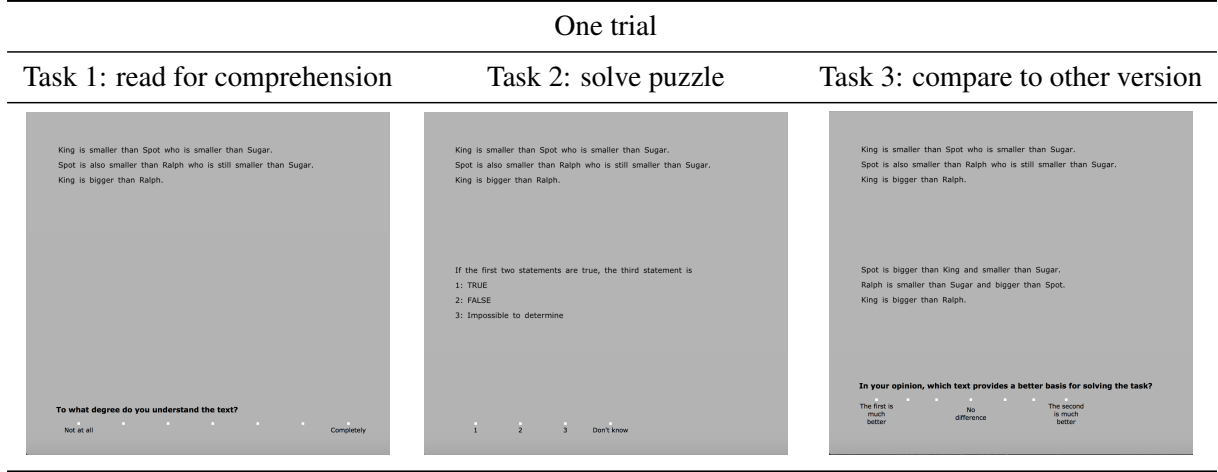 One trial
Task 1: read for comprehension
Task 2: solve puzzle
Task 3: compare to other version
King is smaller than Spot who is smaller than Sugar.
Spot is also smaller than Ralph who is still smaller than Sugar.
King is bigger than Ralph.
To what degree do you understand the text?
Not at all
Completely
King is smaller than Spot who is smaller than Sugar.
Spot is also smaller than Ralph who is still smaller than Sugar.
King is bigger than Ralph.
If the first two statements are true, the third statement is
1: TRUE
2: FALSE
3: Impossible to determine
1 2 3 Don't know
King is smaller than Spot who is smaller than Sugar.
Spot is also smaller than Ralph who is still smaller than Sugar.
King is bigger than Ralph.
Spot is bigger than King and smaller than Sugar.
Ralph is smaller than Sugar and bigger than Spot.
King is bigger than Ralph.
In your opinion, which text provides a better basis for solving the task?
The first is
much
better
No
difference
The second
is much
better